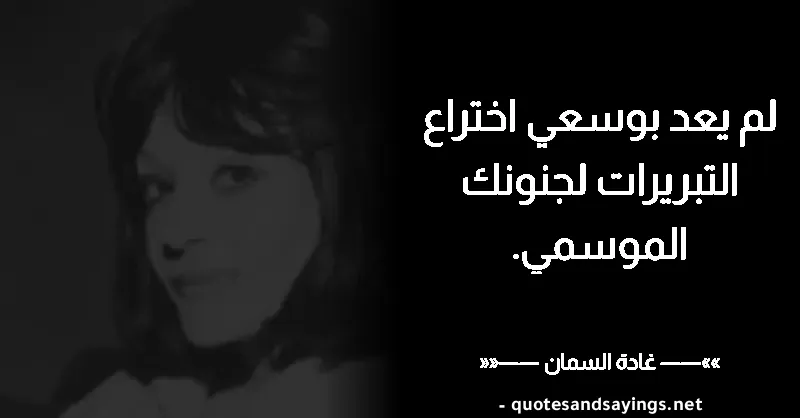 لم يعد بوسعي اختراع
التبريرات لجنونك
الموسمي.
»»—— غادة السمان ——««
- quotesandsayings.net